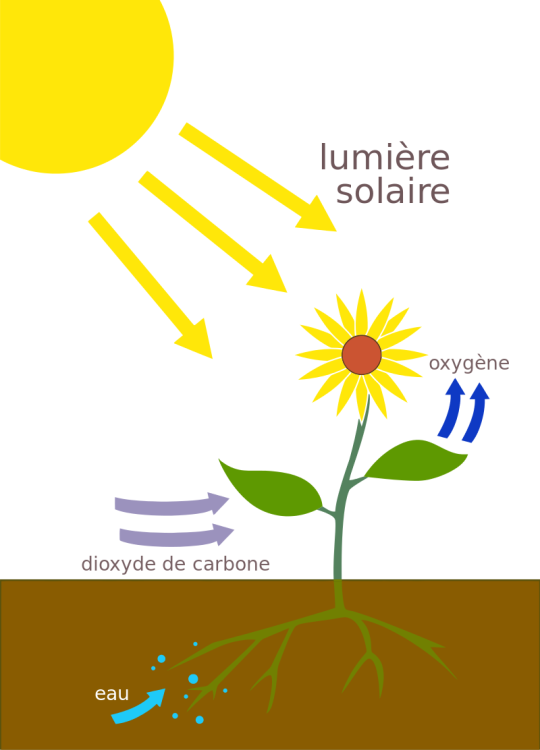 lumière
solaire
oxygène
dioxyde de carbone
eau